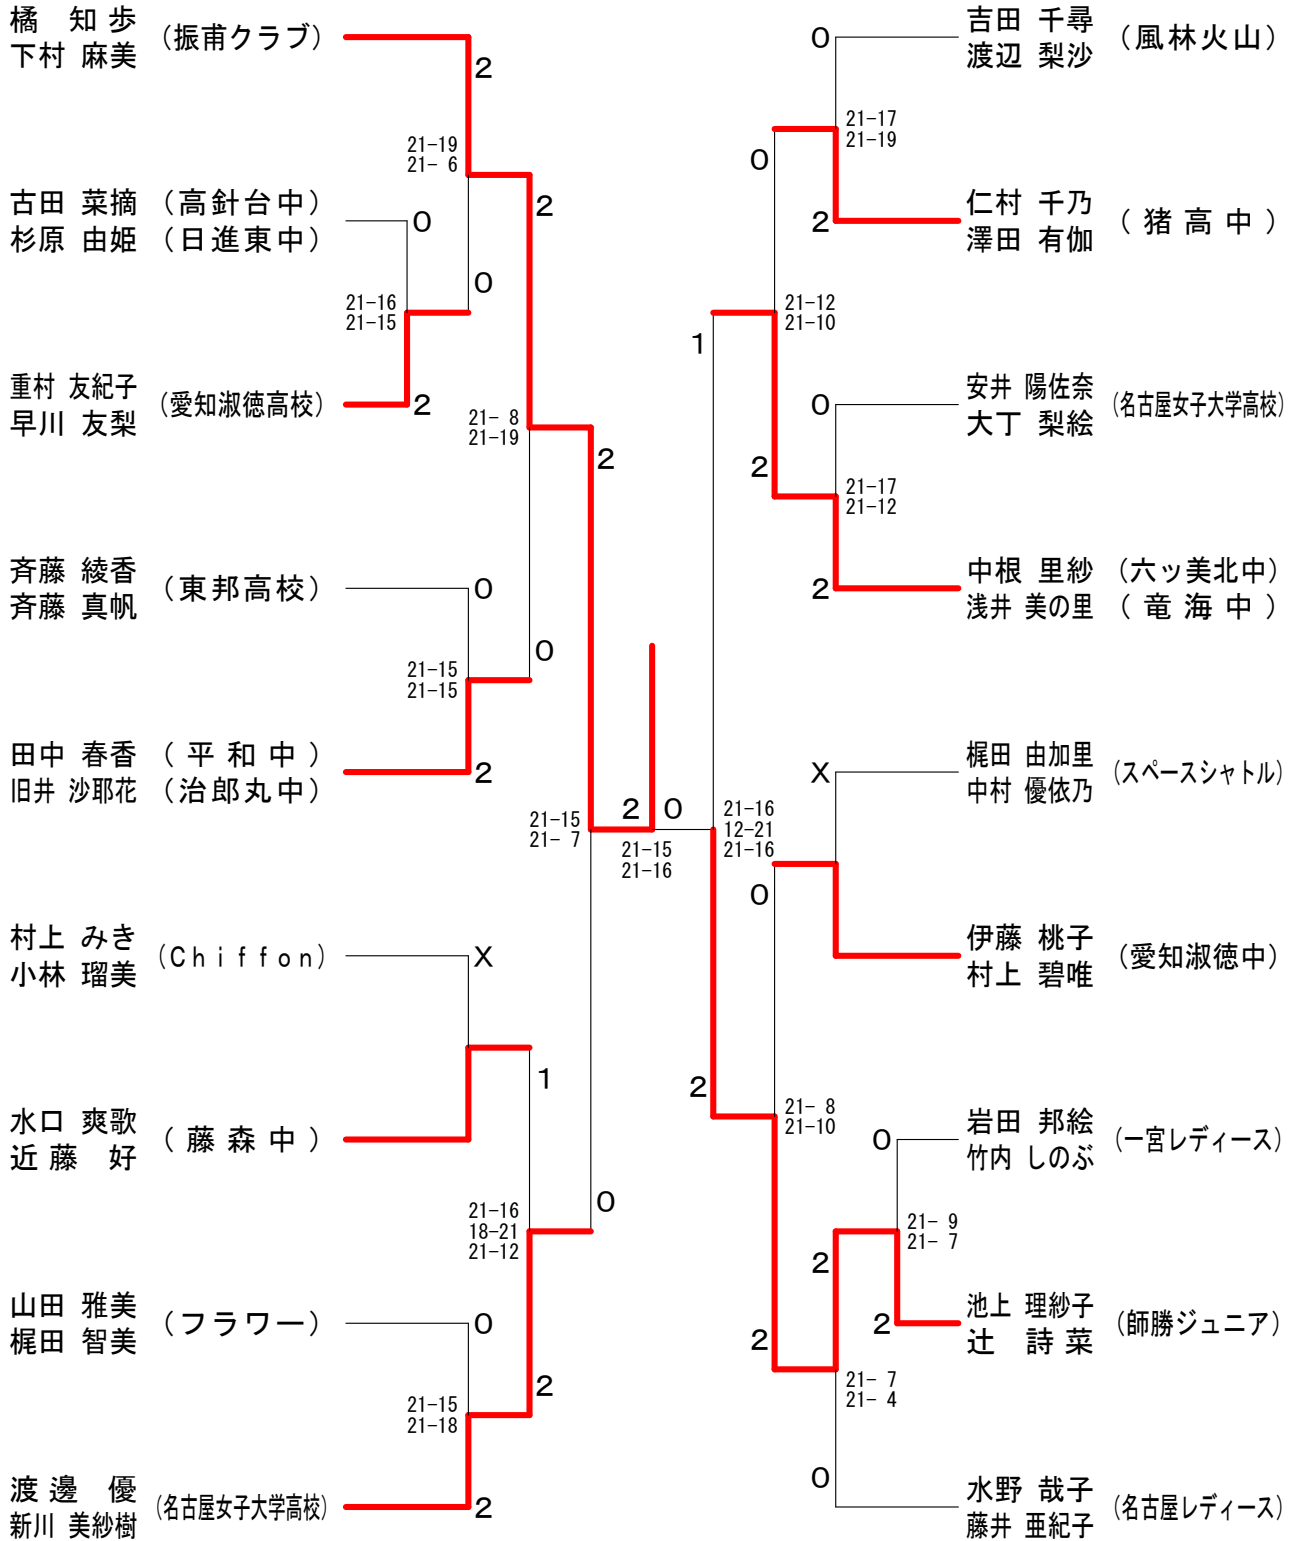 橘 知歩
下村 麻美
(振甫クラブ)
2
21-19
21- 6
古田 菜摘 (高針台中)
杉原 由姫 (日進東中)
0
2
0
21-16
21-15
重村 友紀子
早川 友梨
(愛知淑徳高校)
2
21- 8
21-19
2
斉藤 綾香
斉藤 真帆
(東邦高校)
0
0
21-15
21-15
田中 春香 (平和中)
旧井 沙耶花 (治郎丸中)
2
21-15
21- 7
2
0
21-15
21-16
村上 みき
小林 瑠美
(Chiffon)
X
1
水口 爽歌
近藤 好
(藤森中)
21-16
18-21
21-12
0
山田 雅美
梶田 智美
(フラワー)
0
2
21-15
21-18
渡邊 優
新川 美紗樹
(名古屋女子大学高校)
2
0
吉田 千尋
渡辺 梨沙
(風林火山)
21-17
21-19
0
2
仁村 千乃
澤田 有伽
(猪高中)
21-12
21-10
1
0
安井 陽佐奈
大丁 梨絵
(名古屋女子大学高校)
2
21-17
21-12
2
中根 里紗 (六ッ美北中)
浅井 美の里 (竜海中)
X
梶田 由加里
中村 優依乃
(スペースシャトル)
21-16
12-21
21-16
0
伊藤 桃子
村上 碧唯
(愛知淑徳中)
2
21- 8
21-10
0
岩田 邦絵
竹内 しのぶ
(一宮レディース)
21- 9
21- 7
2
2
池上 理紗子
辻 詩菜
(師勝ジュニア)
2
21- 7
21- 4
0
水野 哉子
藤井 亜紀子
(名古屋レディース)